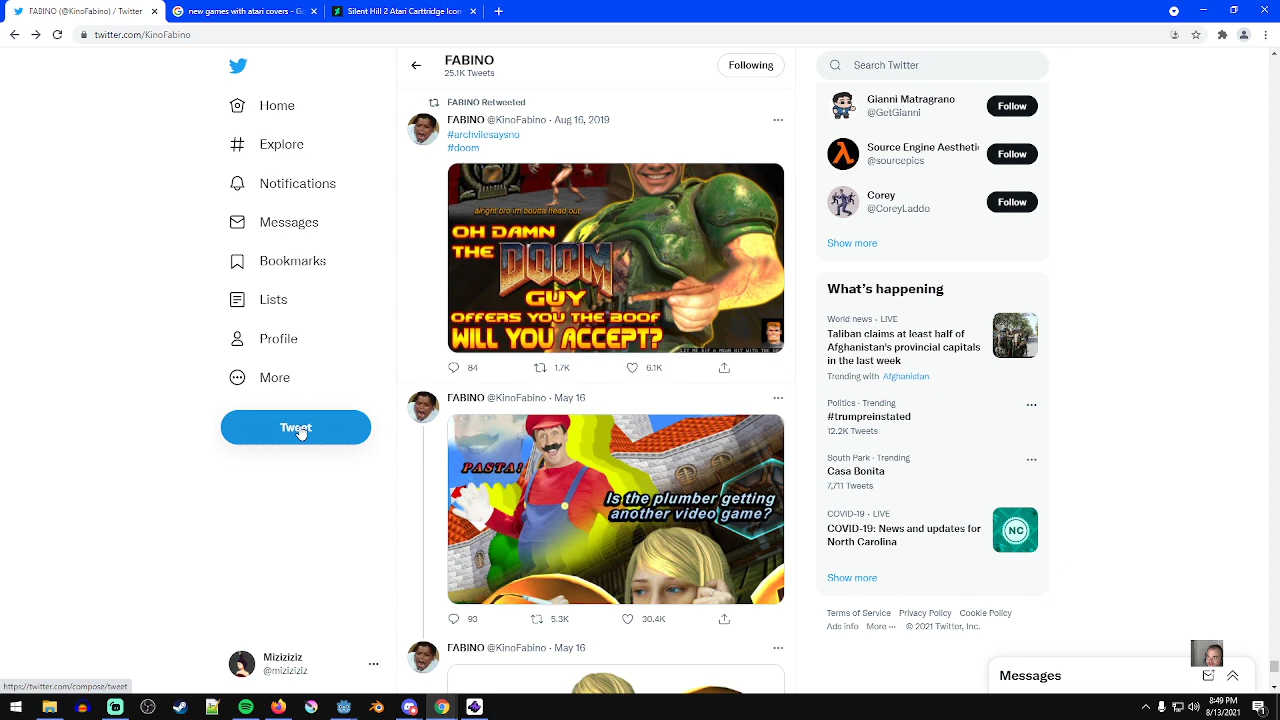 FABINO (@KinoFabino) / Twitter
new games with atari covers - Go
Silent Hill 2 Atari Cartridge Icon
twitter.com/KinoFabino
FABINO
25.1K Tweets
Following
Home
Explore
Notifications
Messages
Bookmarks
Lists
Profile
More
Tweet
Miziziziz
@miziziziz
https://twitter.com/compose/tweet
FABINO Retweeted
FABINO @KinoFabino · Aug 16, 2019
#archvilesaysno
#doom
alright bro im boutta head out
OH DAMN
THE DOOM
GUY
OFFERS YOU THE BOOF
WILL YOU ACCEPT?
84
1.7K
6.1K
FABINO @KinoFabino · May 16
PASTA!
Is the plumber getting
another video game?
93
5.3K
30.4K
FABINO @KinoFabino · May 16
Search Twitter
Gianni Matragrano
@GetGianni
Follow
Source Engine Aestheti
@sourcepics
Follow
Corey
@CoreyLaddo
Follow
Show more
What's happening
World news · LIVE
Taliban claims at least half of
Afghanistan's provincial capitals
in the last week
Trending with Afghanistan
Politics · Trending
#trumpreinstated
12.2K Tweets
South Park · Trending
Casa Bonita
7,711 Tweets
COVID-19 · LIVE
COVID-19: News and updates for
North Carolina
NC
Show more
Terms of Service Privacy Policy Cookie Policy
Ads info More ··· © 2021 Twitter, Inc.
Messages
8:49 PM
8/13/2021